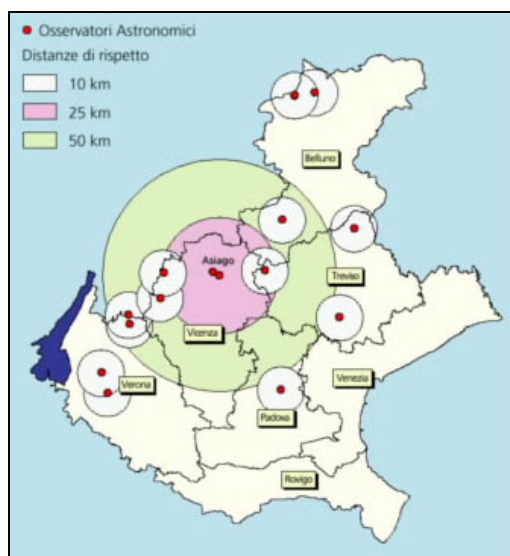 Osservatori Astronomici
Distanze di rispetto
10 km
25 km
50 km
Belluno
Asiago
Treviso
Vicenza
Venezia
Verona
Padova
Rovigo